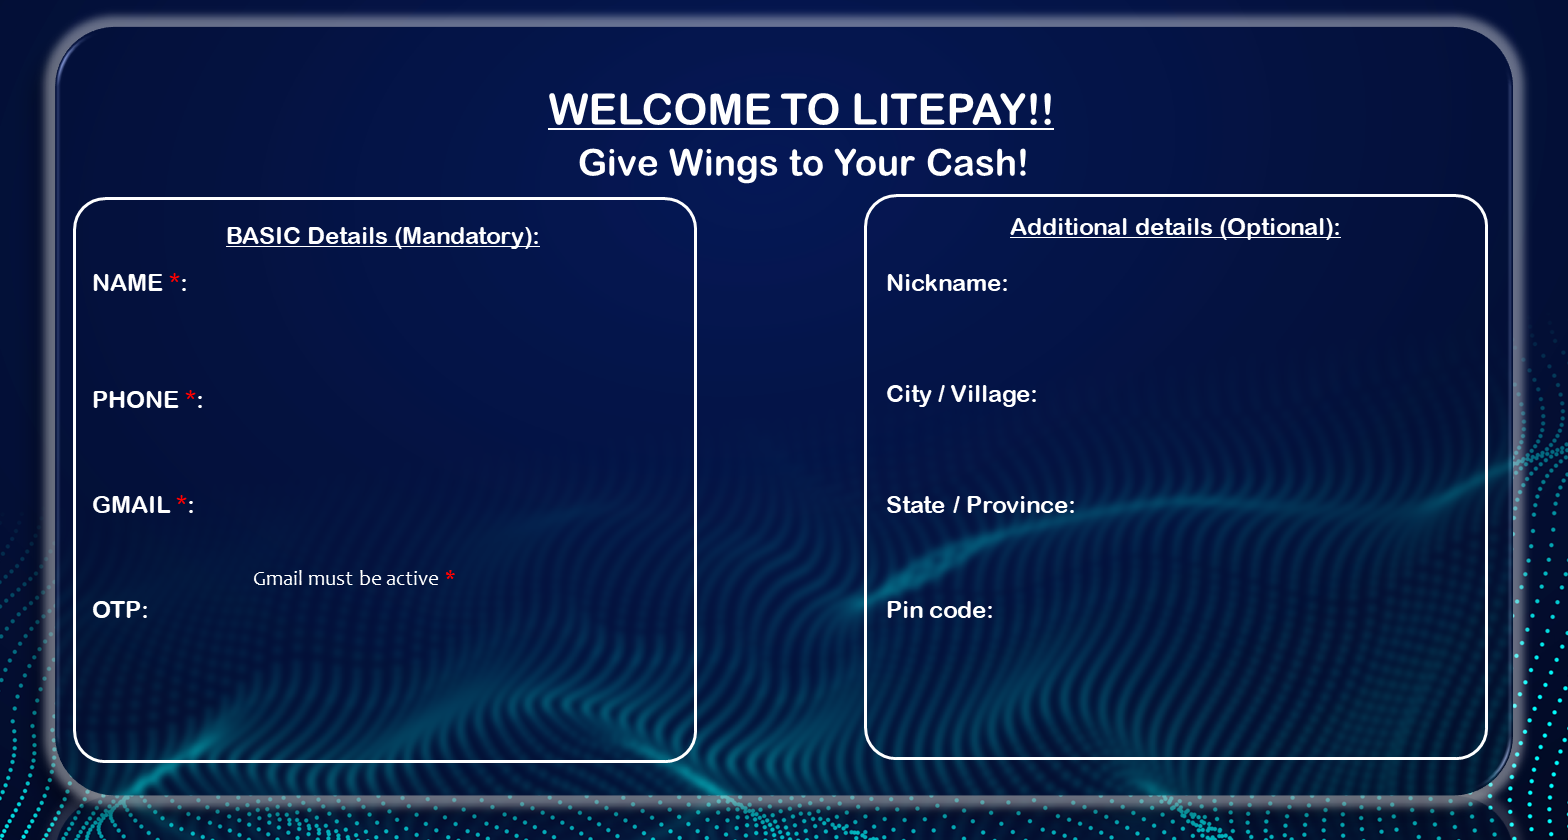 WELCOME TO LITEPAY!!
Give Wings to Your Cash!
BASIC Details (Mandatory):
NAME *:
PHONE *:
GMAIL *:
Gmail must be active *
OTP:
Additional details (Optional):
Nickname:
City / Village:
State / Province:
Pin code: